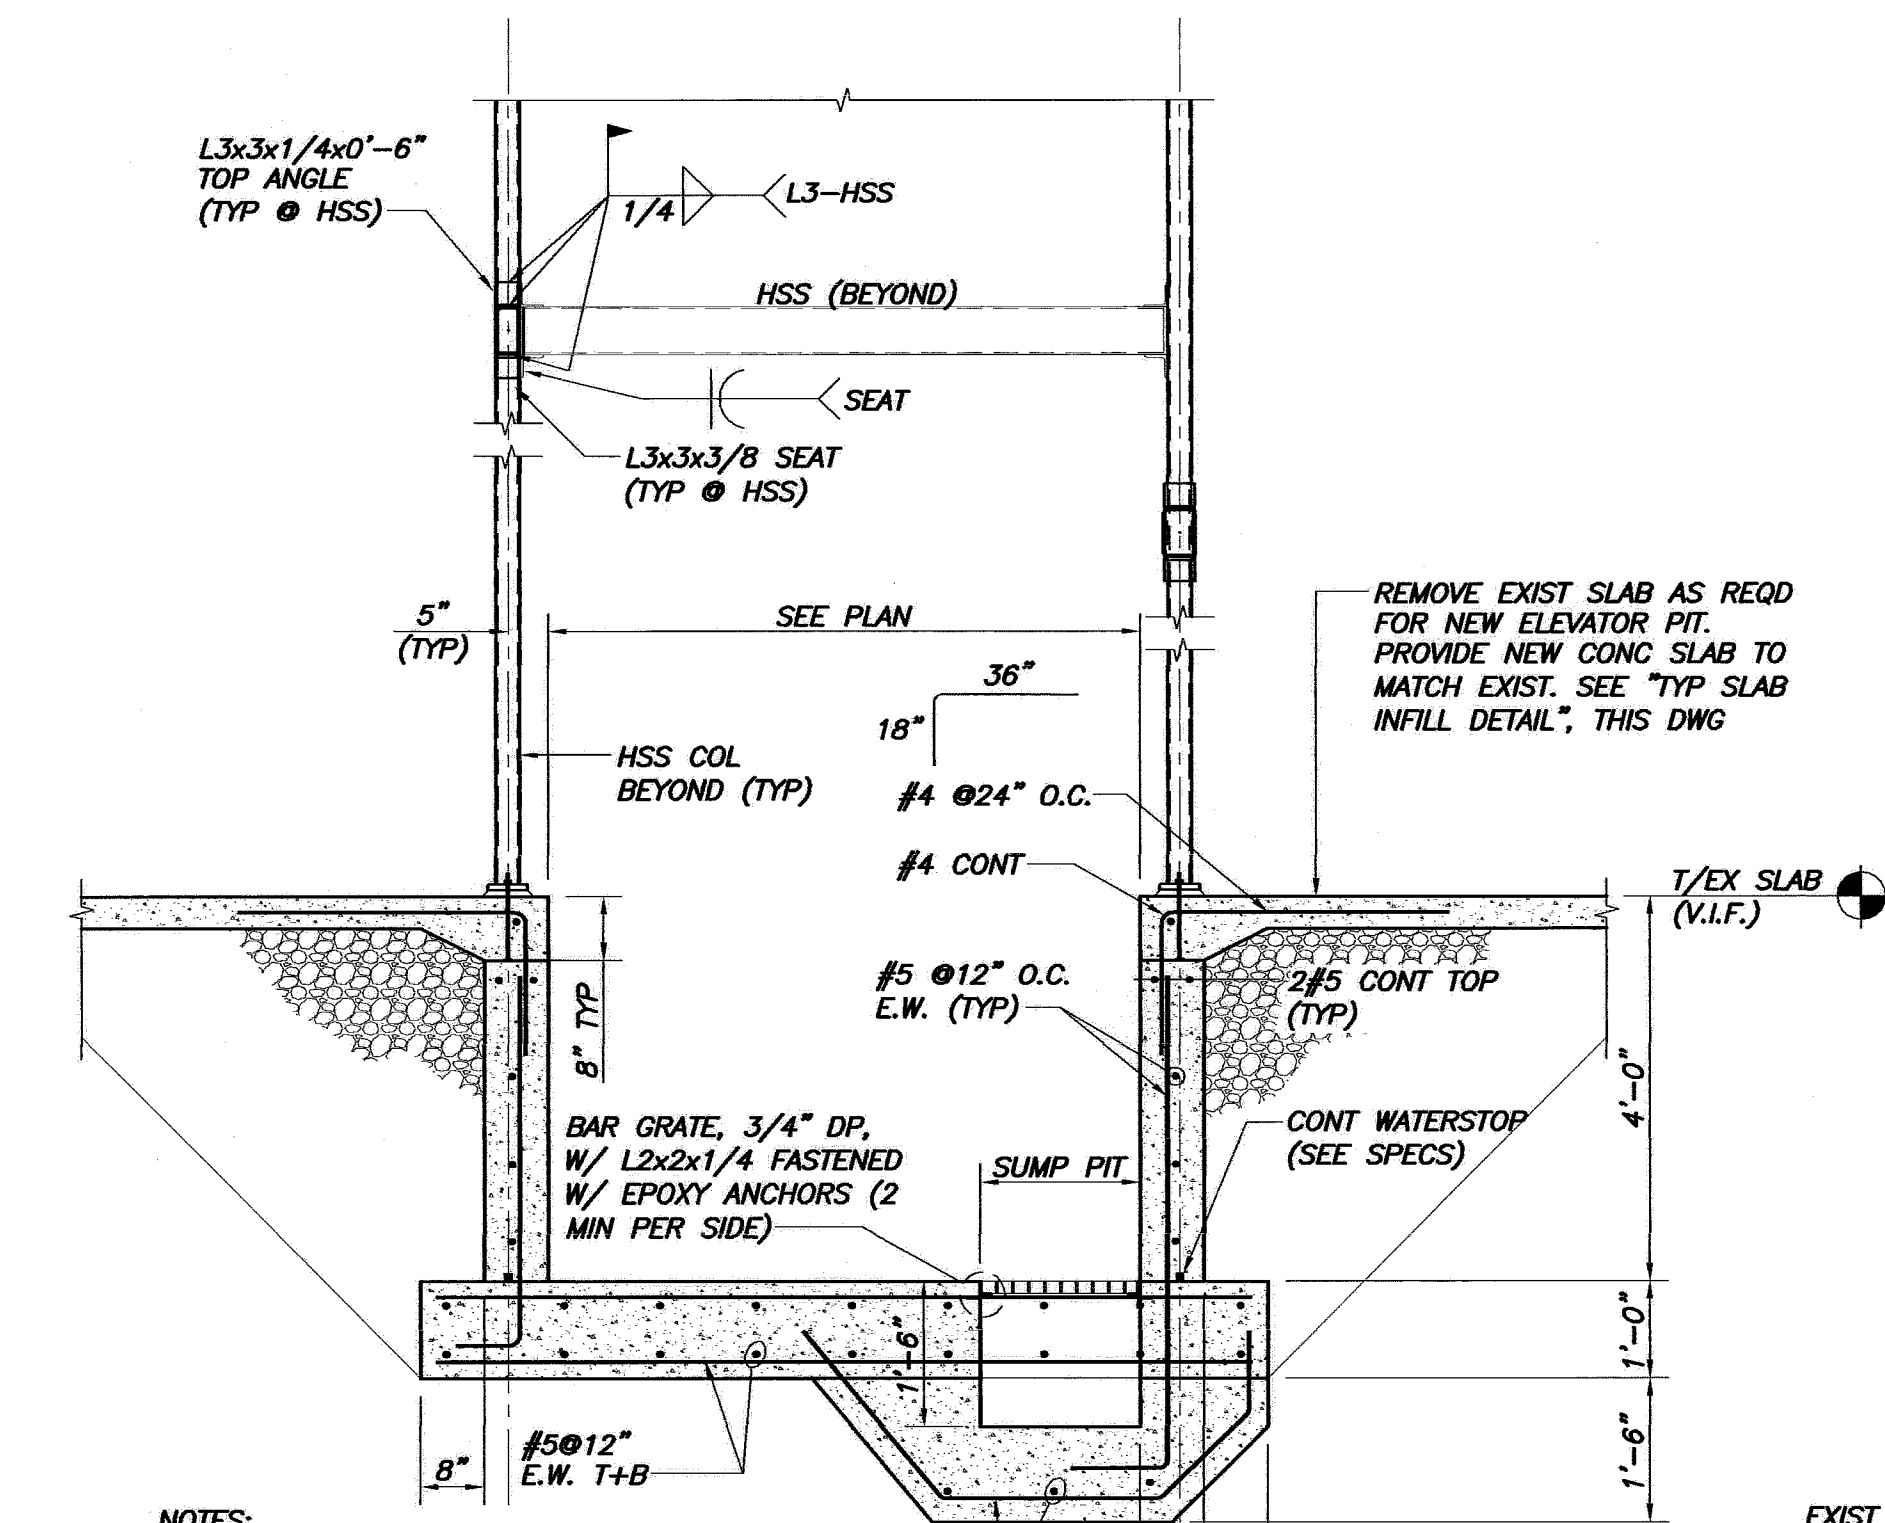 L3x3x1/4x0'-6"
TOP ANGLE
(TYP @ HSS)
1/4
L3-HSS
HSS (BEYOND)
SEAT
L3x3x3/8 SEAT
(TYP @ HSS)
5"
(TYP)
SEE PLAN
36"
18"
REMOVE EXIST SLAB AS REQD
FOR NEW ELEVATOR PIT.
PROVIDE NEW CONC SLAB TO
MATCH EXIST. SEE "TYP SLAB
INFILL DETAIL", THIS DWG
HSS COL
BEYOND (TYP)
#4 @24" O.C.
#4 CONT
T/EX SLAB
(V.I.F.)
#5 @12" O.C.
E.W. (TYP)
2#5 CONT TOP
(TYP)
8" TYP
4'-0"
BAR GRATE, 3/4" DP,
W/ L2x2x1/4 FASTENED
W/ EPOXY ANCHORS (2
MIN PER SIDE)
SUMP PIT
CONT WATERSTOP
(SEE SPECS)
1'-6"
1'-0"
1'-6"
#5@12"
E.W. T+B
8"
NOTES:
EXIST